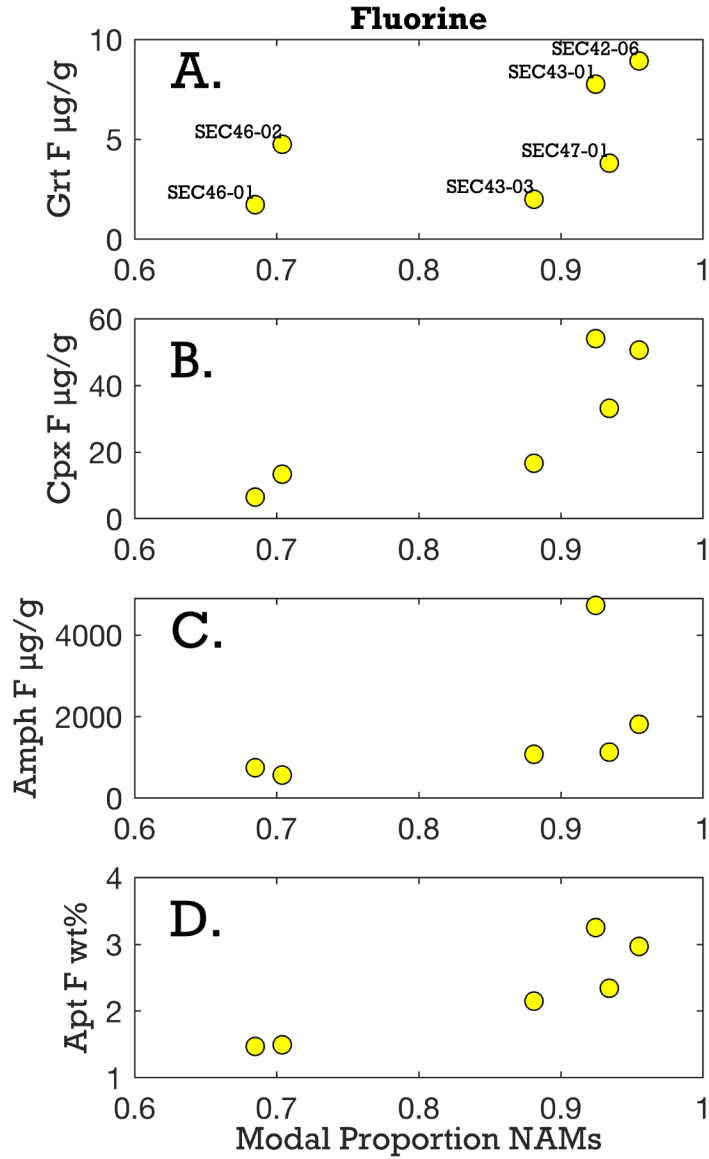 Fluorine
A.
Grt F µg/g
10
5
0
SEC42-06
SEC43-01
SEC46-02
SEC47-01
SEC43-03
SEC46-01
0.6 0.7 0.8 0.9 1
B.
Cpx F µg/g
60
40
20
0
0.6 0.7 0.8 0.9 1
C.
Amph F µg/g
4000
2000
0
0.6 0.7 0.8 0.9 1
D.
Apt F wt%
4
3
2
1
0.6 0.7 0.8 0.9 1
Modal Proportion NAMs